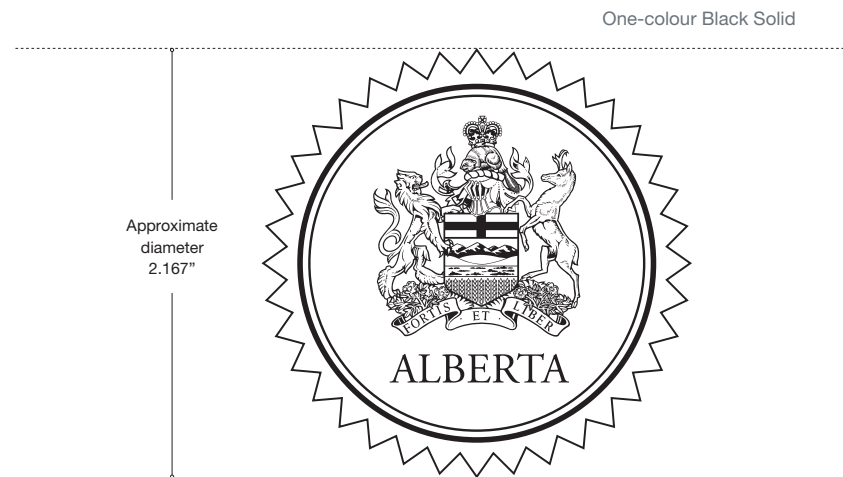 One-colour Black Solid
Approximate
diameter
2.167”
FORTIS ET LIBER
ALBERTA